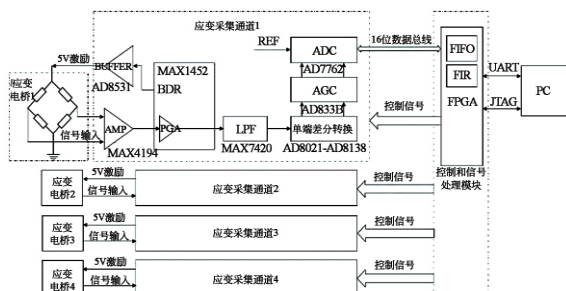 应变采集通道1
16位数据总线
REF
ADC
FIFO
5V激励
BUFFER
MAX1452
AD7762
FIR
UART
应变
电桥1
AD8531
BDR
AGC
FPGA
PC
AD833
控制信号
JTAG
信号输入
AMP
PGA
LPF
单端差分转换
MAX4194
MAX7420
AD8021-AD8138
控制和信号
处理模块
应变
电桥2
5V激励
信号输入
应变采集通道2
控制信号
应变
电桥3
5V激励
信号输入
应变采集通道3
控制信号
应变
电桥4
5V激励
信号输入
应变采集通道4
控制信号